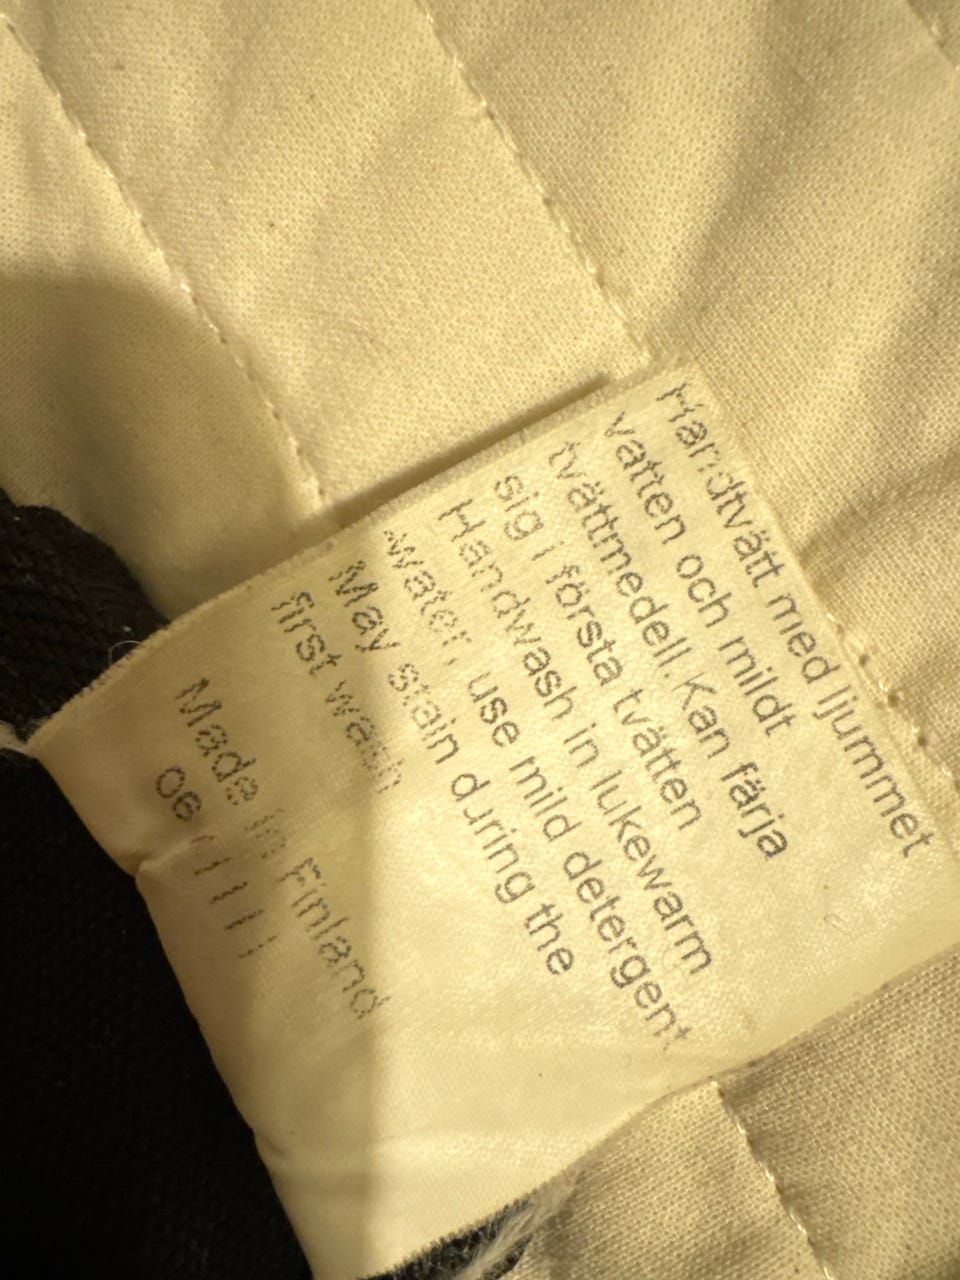 Handtvätt med ljummet
vatten och mildt
tvättmedell. Kan färja
sig i första tvätten
Handwash in lukewarm
water, use mild detergent
May stain during the
first wash
Made in Finland